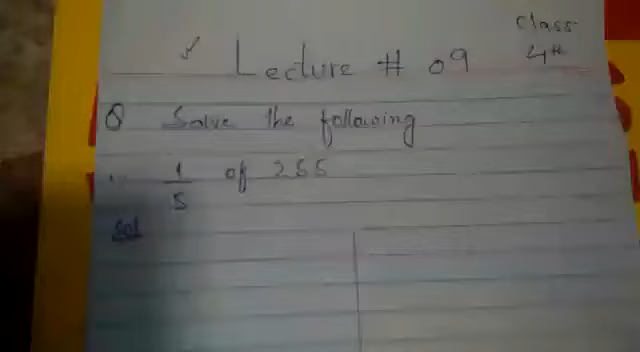 Class
4th
Lecture # 09
Q Solve the following
1/5 of 255
Sol